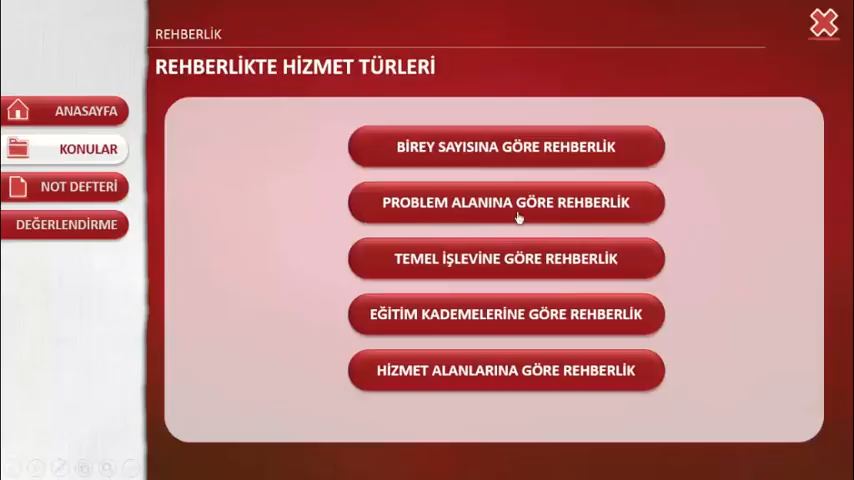 REHBERLİK
REHBERLİKTE HİZMET TÜRLERİ
ANASAYFA
KONULAR
NOT DEFTERİ
DEĞERLENDİRME
BİREY SAYISINA GÖRE REHBERLİK
PROBLEM ALANINA GÖRE REHBERLİK
TEMEL İŞLEVİNE GÖRE REHBERLİK
EĞİTİM KADEMELERİNE GÖRE REHBERLİK
HİZMET ALANLARINA GÖRE REHBERLİK